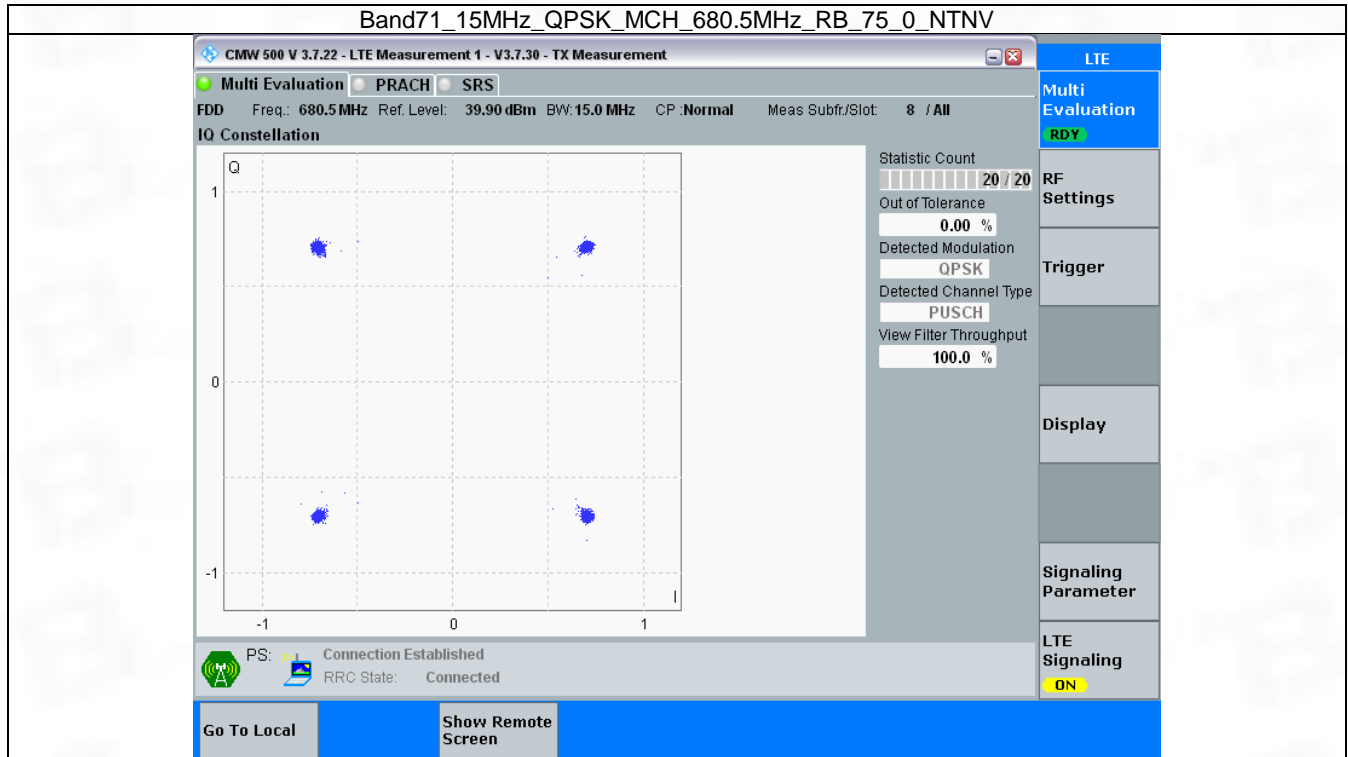 Band71_15MHz_QPSK_MCH_680.5MHz_RB_75_0_NTNV
CMW 500 V 3.7.22 - LTE Measurement 1 - V3.7.30 - TX Measurement
LTE
Multi Evaluation PRACH SRS
Multi
Evaluation
RDY
FDD Freq.: 680.5 MHz Ref. Level: 39.90 dBm BW: 15.0 MHz CP :Normal Meas Subfr./Slot: 8 / All
IQ Constellation
Q
1
0
-1
I
-1 0 1
Statistic Count
20 / 20
Out of Tolerance
0.00 %
Detected Modulation
QPSK
Detected Channel Type
PUSCH
View Filter Throughput
100.0 %
RF
Settings
Trigger
Display
Signaling
Parameter
LTE
Signaling
ON
PS: Connection Established
RRC State: Connected
Go To Local
Show Remote
Screen